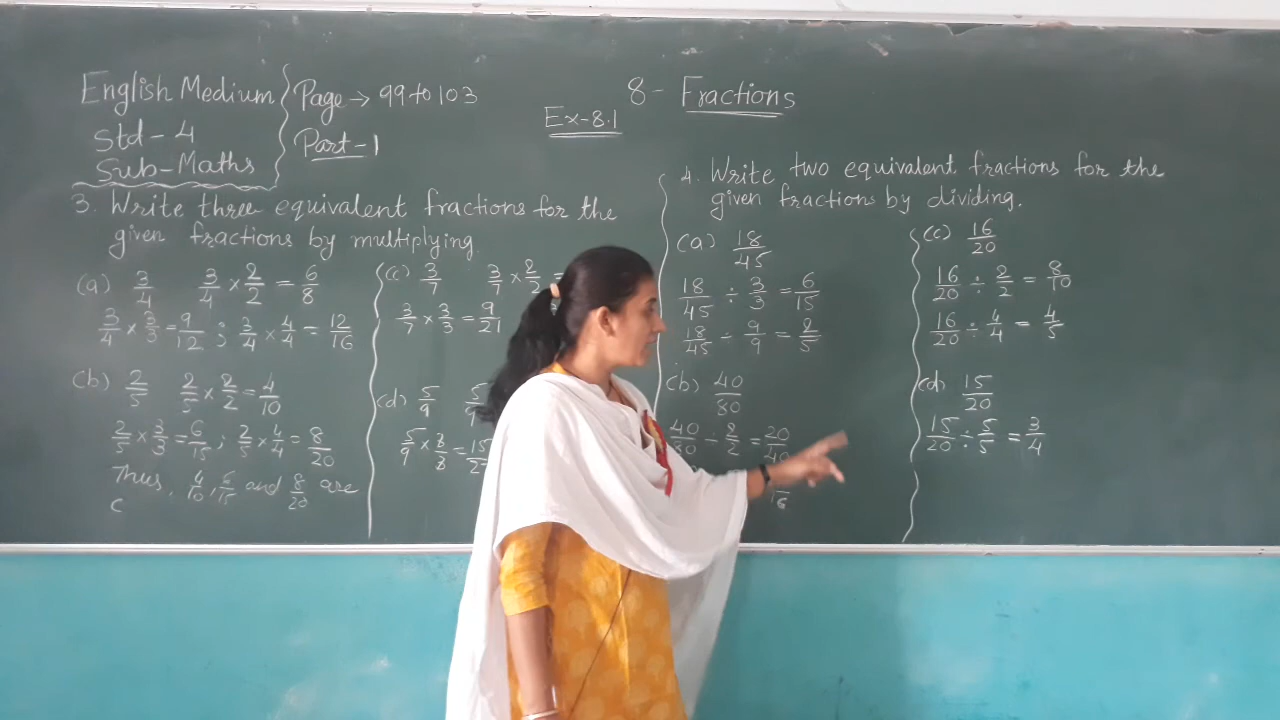 English Medium
Std - 4
Sub - Maths
Page → 99 to 103
Part - 1
8 - Fractions
Ex - 8.1
3. Write three equivalent fractions for the
given fractions by multiplying.
(a) 3/4 3/4 × 2/2 = 6/8
3/4 × 3/3 = 9/12 ; 3/4 × 4/4 = 12/16
(b) 2/5 2/5 × 2/2 = 4/10
2/5 × 3/3 = 6/15 ; 2/5 × 4/4 = 8/20
Thus, 4/10, 6/15 and 8/20 are
(c) 3/7 3/7 × 2/2 =
3/7 × 3/3 = 9/21
(d) 5/9 5/9
5/9 × 3/3 = 15/27
4. Write two equivalent fractions for the
given fractions by dividing.
(a) 18/45
18/45 ÷ 3/3 = 6/15
18/45 ÷ 9/9 = 2/5
(b) 40/80
40/80 ÷ 2/2 = 20/40
16
(c) 16/20
16/20 ÷ 2/2 = 8/10
16/20 ÷ 4/4 = 4/5
(d) 15/20
15/20 ÷ 5/5 = 3/4